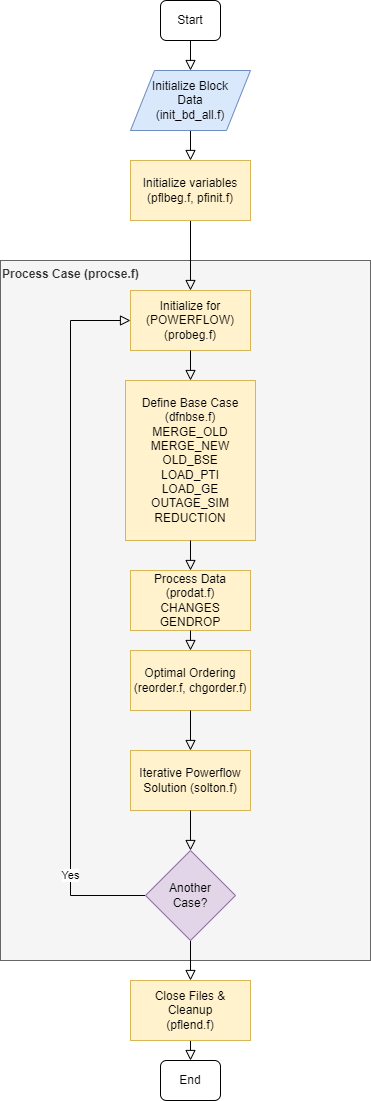 Start
Initialize Block
Data
(init_bd_all.f)
Initialize variables
(pflbeg.f, pfinit.f)
Process Case (procse.f)
Initialize for
(POWERFLOW)
(probeg.f)
Define Base Case
(dfnbse.f)
MERGE_OLD
MERGE_NEW
OLD_BSE
LOAD_PTI
LOAD_GE
OUTAGE_SIM
REDUCTION
Process Data
(prodat.f)
CHANGES
GENDROP
Optimal Ordering
(reorder.f, chgorder.f)
Iterative Powerflow
Solution (solton.f)
Another
Case?
Yes
Close Files &
Cleanup
(pflend.f)
End